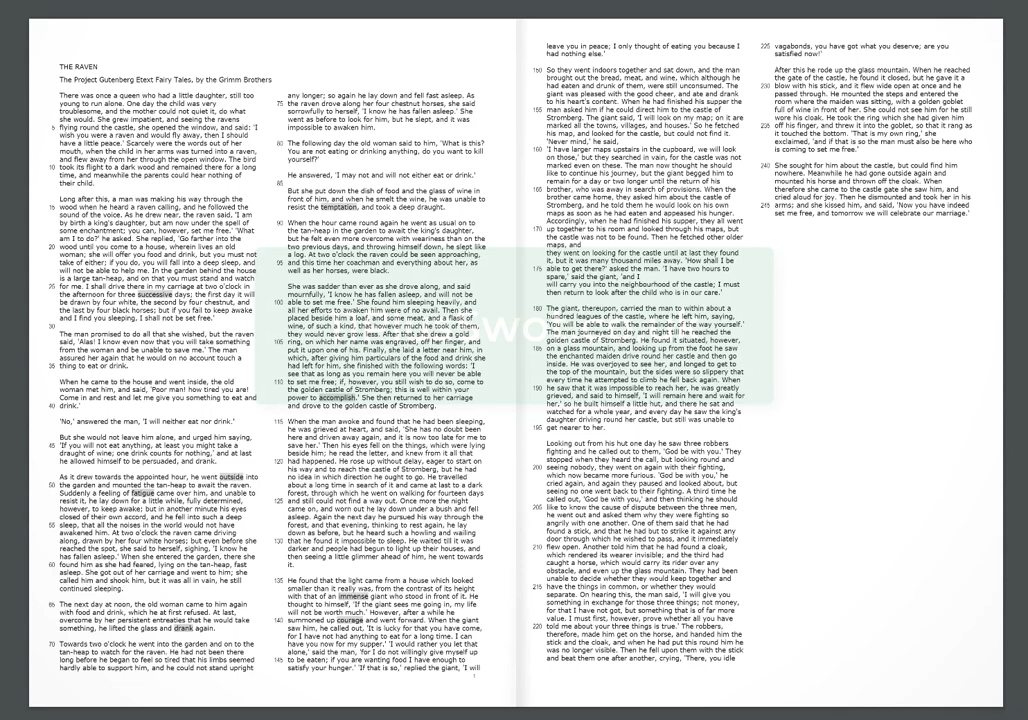 THE RAVEN
The Project Gutenberg Etext Fairy Tales, by the Grimm Brothers
There was once a queen who had a little daughter, still too
young to run alone. One day the child was very
troublesome, and the mother could not quiet it, do what
she would. She grew impatient, and seeing the ravens
5 flying round the castle, she opened the window, and said: 'I
wish you were a raven and would fly away, then I should
have a little peace.' Scarcely were the words out of her
mouth, when the child in her arms was turned into a raven,
and flew away from her through the open window. The bird
10 took its flight to a dark wood and remained there for a long
time, and meanwhile the parents could hear nothing of
their child.
Long after this, a man was making his way through the
15 wood when he heard a raven calling, and he followed the
sound of the voice. As he drew near, the raven said, 'I am
by birth a king's daughter, but am now under the spell of
some enchantment; you can, however, set me free.' 'What
am I to do?' he asked. She replied, 'Go farther into the
20 wood until you come to a house, wherein lives an old
woman; she will offer you food and drink, but you must not
take of either; if you do, you will fall into a deep sleep, and
will not be able to help me. In the garden behind the house
is a large tan-heap, and on that you must stand and watch
25 for me. I shall drive there in my carriage at two o'clock in
the afternoon for three successive days; the first day it will
be drawn by four white, the second by four chestnut, and
the last by four black horses; but if you fail to keep awake
and I find you sleeping, I shall not be set free.'
30
The man promised to do all that she wished, but the raven
said, 'Alas! I know even now that you will take something
from the woman and be unable to save me.' The man
assured her again that he would on no account touch a
35 thing to eat or drink.
When he came to the house and went inside, the old
woman met him, and said, 'Poor man! how tired you are!
Come in and rest and let me give you something to eat and
40 drink.'
'No,' answered the man, 'I will neither eat nor drink.'
But she would not leave him alone, and urged him saying,
45 'If you will not eat anything, at least you might take a
draught of wine; one drink counts for nothing,' and at last
he allowed himself to be persuaded, and drank.
As it drew towards the appointed hour, he went outside into
50 the garden and mounted the tan-heap to await the raven.
Suddenly a feeling of fatigue came over him, and unable to
resist it, he lay down for a little while, fully determined,
however, to keep awake; but in another minute his eyes
closed of their own accord, and he fell into such a deep
55 sleep, that all the noises in the world would not have
awakened him. At two o'clock the raven came driving
along, drawn by her four white horses; but even before she
reached the spot, she said to herself, sighing, 'I know he
has fallen asleep.' When she entered the garden, there she
60 found him as she had feared, lying on the tan-heap, fast
asleep. She got out of her carriage and went to him; she
called him and shook him, but it was all in vain, he still
continued sleeping.
65 The next day at noon, the old woman came to him again
with food and drink, which he at first refused. At last,
overcome by her persistent entreaties that he would take
something, he lifted the glass and drank again.
70 Towards two o'clock he went into the garden and on to the
tan-heap to watch for the raven. He had not been there
long before he began to feel so tired that his limbs seemed
hardly able to support him, and he could not stand upright
any longer; so again he lay down and fell fast asleep. As
75 the raven drove along her four chestnut horses, she said
sorrowfully to herself, 'I know he has fallen asleep.' She
went as before to look for him, but he slept, and it was
impossible to awaken him.
80 The following day the old woman said to him, 'What is this?
You are not eating or drinking anything, do you want to kill
yourself?'
He answered, 'I may not and will not either eat or drink.'
85
But she put down the dish of food and the glass of wine in
front of him, and when he smelt the wine, he was unable to
resist the temptation, and took a deep draught.
90 When the hour came round again he went as usual on to
the tan-heap in the garden to await the king's daughter,
but he felt even more overcome with weariness than on the
two previous days, and throwing himself down, he slept like
a log. At two o'clock the raven could be seen approaching,
95 and this time her coachman and everything about her, as
well as her horses, were black.
She was sadder than ever as she drove along, and said
mournfully, 'I know he has fallen asleep, and will not be
100 able to set me free.' She found him sleeping heavily, and
all her efforts to awaken him were of no avail. Then she
placed beside him a loaf, and some meat, and a flask of
wine, of such a kind, that however much he took of them,
they would never grow less. After that she drew a gold
105 ring, on which her name was engraved, off her finger, and
put it upon one of his. Finally, she laid a letter near him, in
which, after giving him particulars of the food and drink she
had left for him, she finished with the following words: 'I
see that as long as you remain here you will never be able
110 to set me free; if, however, you still wish to do so, come to
the golden castle of Stromberg; this is well within your
power to accomplish.' She then returned to her carriage
and drove to the golden castle of Stromberg.
115 When the man awoke and found that he had been sleeping,
he was grieved at heart, and said, 'She has no doubt been
here and driven away again, and it is now too late for me to
save her.' Then his eyes fell on the things, which were lying
beside him; he read the letter, and knew from it all that
120 had happened. He rose up without delay, eager to start on
his way and to reach the castle of Stromberg, but he had
no idea in which direction he ought to go. He travelled
about a long time in search of it and came at last to a dark
forest, through which he went on walking for fourteen days
125 and still could not find a way out. Once more the night
came on, and worn out he lay down under a bush and fell
asleep. Again the next day he pursued his way through the
forest, and that evening, thinking to rest again, he lay
down as before, but he heard such a howling and wailing
130 that he found it impossible to sleep. He waited till it was
darker and people had begun to light up their houses, and
then seeing a little glimmer ahead of him, he went towards
it.
135 He found that the light came from a house which looked
smaller than it really was, from the contrast of its height
with that of an immense giant who stood in front of it. He
thought to himself, 'If the giant sees me going in, my life
will not be worth much.' However, after a while he
140 summoned up courage and went forward. When the giant
saw him, he called out, 'It is lucky for that you have come,
for I have not had anything to eat for a long time. I can
have you now for my supper.' 'I would rather you let that
alone,' said the man, 'for I do not willingly give myself up
145 to be eaten; if you are wanting food I have enough to
satisfy your hunger.' 'If that is so,' replied the giant, 'I will
1
leave you in peace; I only thought of eating you because I
had nothing else.'
150 So they went indoors together and sat down, and the man
brought out the bread, meat, and wine, which although he
had eaten and drunk of them, were still unconsumed. The
giant was pleased with the good cheer, and ate and drank
to his heart's content. When he had finished his supper the
155 man asked him if he could direct him to the castle of
Stromberg. The giant said, 'I will look on my map; on it are
marked all the towns, villages, and houses.' So he fetched
his map, and looked for the castle, but could not find it.
'Never mind,' he said,
160 'I have larger maps upstairs in the cupboard, we will look
on those,' but they searched in vain, for the castle was not
marked even on these. The man now thought he should
like to continue his journey, but the giant begged him to
remain for a day or two longer until the return of his
165 brother, who was away in search of provisions. When the
brother came home, they asked him about the castle of
Stromberg, and he told them he would look on his own
maps as soon as he had eaten and appeased his hunger.
Accordingly, when he had finished his supper, they all went
170 up together to his room and looked through his maps, but
the castle was not to be found. Then he fetched other older
maps, and
they went on looking for the castle until at last they found
it, but it was many thousand miles away. 'How shall I be
175 able to get there?' asked the man. 'I have two hours to
spare,' said the giant, 'and I
will carry you into the neighbourhood of the castle; I must
then return to look after the child who is in our care.'
180 The giant, thereupon, carried the man to within about a
hundred leagues of the castle, where he left him, saying,
'You will be able to walk the remainder of the way yourself.'
The man journeyed on day and night till he reached the
golden castle of Stromberg. He found it situated, however,
185 on a glass mountain, and looking up from the foot he saw
the enchanted maiden drive round her castle and then go
inside. He was overjoyed to see her, and longed to get to
the top of the mountain, but the sides were so slippery that
every time he attempted to climb he fell back again. When
190 he saw that it was impossible to reach her, he was greatly
grieved, and said to himself, 'I will remain here and wait for
her,' so he built himself a little hut, and there he sat and
watched for a whole year, and every day he saw the king's
daughter driving round her castle, but still was unable to
195 get nearer to her.
Looking out from his hut one day he saw three robbers
fighting and he called out to them, 'God be with you.' They
stopped when they heard the call, but looking round and
200 seeing nobody, they went on again with their fighting,
which now became more furious. 'God be with you,' he
cried again, and again they paused and looked about, but
seeing no one went back to their fighting. A third time he
called out, 'God be with you,' and then thinking he should
205 like to know the cause of dispute between the three men,
he went out and asked them why they were fighting so
angrily with one another. One of them said that he had
found a stick, and that he had but to strike it against any
door through which he wished to pass, and it immediately
210 flew open. Another told him that he had found a cloak,
which rendered its wearer invisible; and the third had
caught a horse, which would carry its rider over any
obstacle, and even up the glass mountain. They had been
unable to decide whether they would keep together and
215 have the things in common, or whether they would
separate. On hearing this, the man said, 'I will give you
something in exchange for those three things; not money,
for that I have not got, but something that is of far more
value. I must first, however, prove whether all you have
220 told me about your three things is true.' The robbers,
therefore, made him get on the horse, and handed him the
stick and the cloak, and when he had put this round him he
was no longer visible. Then he fell upon them with the stick
and beat them one after another, crying, 'There, you idle
225 vagabonds, you have got what you deserve; are you
satisfied now!'
After this he rode up the glass mountain. When he reached
the gate of the castle, he found it closed, but he gave it a
230 blow with his stick, and it flew wide open at once and he
passed through. He mounted the steps and entered the
room where the maiden was sitting, with a golden goblet
full of wine in front of her. She could not see him for he still
wore his cloak. He took the ring which she had given him
235 off his finger, and threw it into the goblet, so that it rang as
it touched the bottom. 'That is my own ring,' she
exclaimed, 'and if that is so the man must also be here who
is coming to set me free.'
240 She sought for him about the castle, but could find him
nowhere. Meanwhile he had gone outside again and
mounted his horse and thrown off the cloak. When
therefore she came to the castle gate she saw him, and
cried aloud for joy. Then he dismounted and took her in his
245 arms; and she kissed him, and said, 'Now you have indeed
set me free, and tomorrow we will celebrate our marriage.'